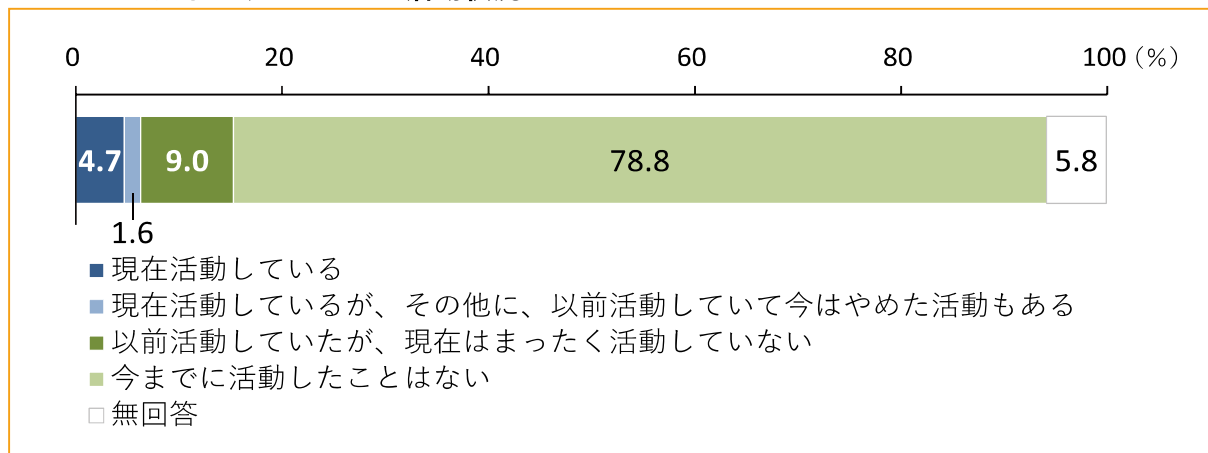 0 20 40 60 80 100（%）
4.7 9.0 78.8 5.8
1.6
現在活動している
現在活動しているが、その他に、以前活動していて今はやめた活動もある
以前活動していたが、現在はまったく活動していない
今までに活動したことはない
無回答